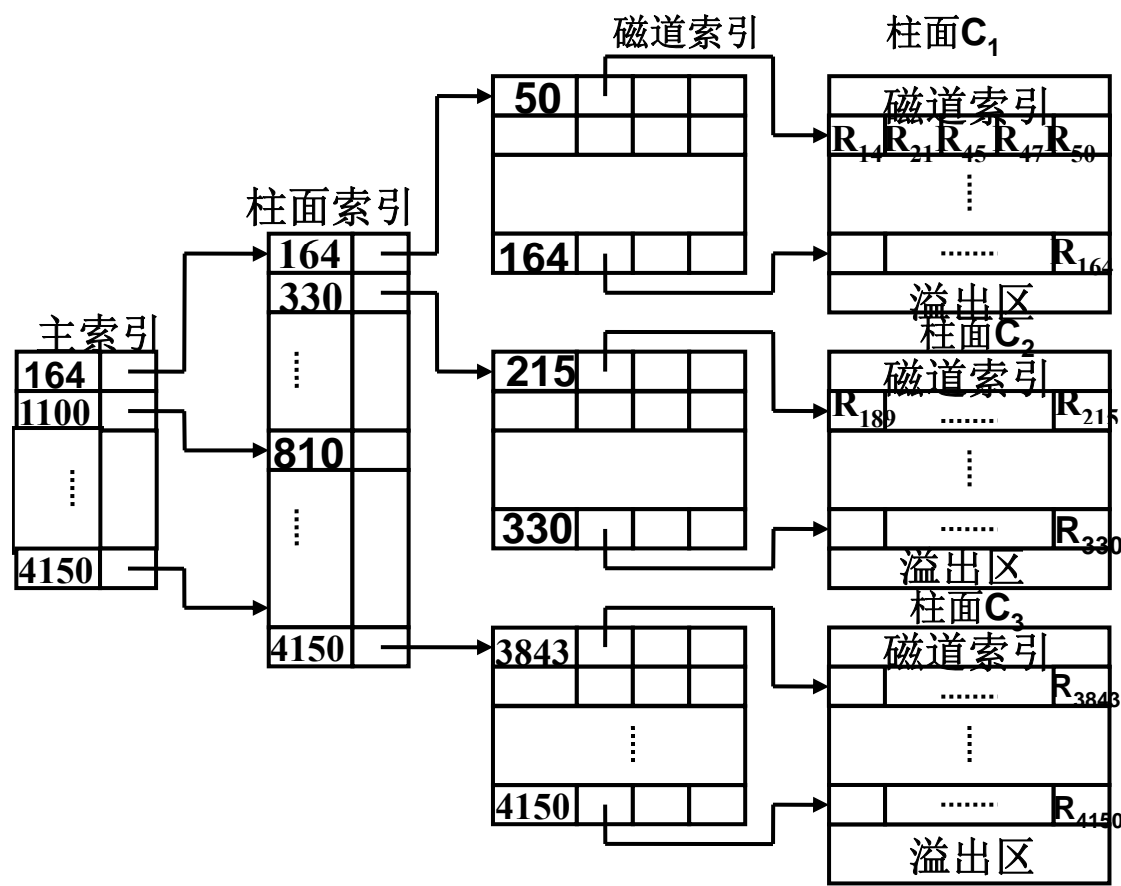 主索引
164
1100
⋮
4150
柱面索引
164
330
⋮
810
⋮
4150
磁道索引
50
164
215
330
3843
⋮
4150
柱面C₁
磁道索引
R₁₄ R₂₁ R₄₅ R₄₇ R₅₀
⋮
........ R₁₆₄
溢出区
柱面C₂
磁道索引
R₁₈₉ ........ R₂₁₅
⋮
........ R₃₃₀
溢出区
柱面C₃
磁道索引
........ R₃₈₄₃
⋮
........ R₄₁₅₀
溢出区